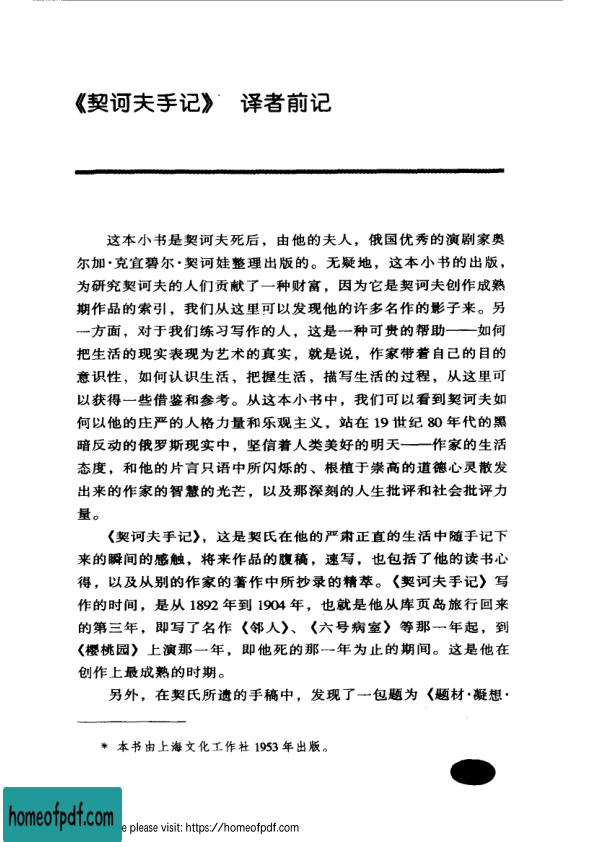 《契诃夫手记》* 译者前记
这本小书是契诃夫死后，由他的夫人，俄国优秀的演剧家奥
尔加·克宜碧尔·契诃娃整理出版的。无疑地，这本小书的出版，
为研究契诃夫的人们贡献了一种财富，因为它是契诃夫创作成熟
期作品的索引，我们从这里可以发现他的许多名作的影子来。另
一方面，对于我们练习写作的人，这是一种可贵的帮助——如何
把生活的现实表现为艺术的真实，就是说，作家带着自己的目的
意识性，如何认识生活，把握生活，描写生活的过程，从这里可
以获得一些借鉴和参考。从这本小书中，我们可以看到契诃夫如
何以他的庄严的人格力量和乐观主义，站在 19 世纪 80 年代的黑
暗反动的俄罗斯现实中，坚信着人类美好的明天——作家的生活
态度，和他的片言只语中所闪烁的、根植于崇高的道德心灵散发
出来的作家的智慧的光芒，以及那深刻的人生批评和社会批评力
量。
《契诃夫手记》，这是契氏在他的严肃正直的生活中随手记下
来的瞬间的感触，将来作品的腹稿，速写，也包括了他的读书心
得，以及从别的作家的著作中所抄录的精萃。《契诃夫手记》写
作的时间，是从 1892 年到 1904 年，也就是他从库页岛旅行回来
的第三年，即写了名作《邻人》、《六号病室》等那一年起，到
《樱桃园》上演那一年，即他死的那一年为止的期间。这是他在
创作上最成熟的时期。
另外，在契氏所遗的手稿中，发现了一包题为《题材·凝想·
* 本书由上海文化工作社 1953 年出版。
homeofpdf.com
e please visit: https://homeofpdf.com